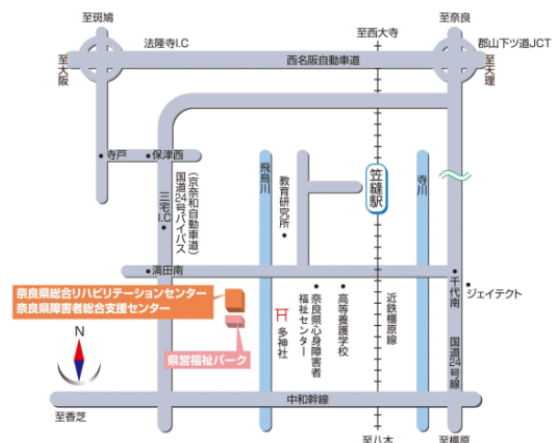 至斑鳩
至西大寺
至奈良
法隆寺I.C
郡山下ツ道JCT
至大阪
西名阪自動車道
至天理
寺戸
保津西
三宅I.C
(京奈和自動車道)
国道24号バイパス
飛鳥川
教育研究所
笠縫駅
寺川
満田南
千代南
ジェイテクト
奈良県総合リハビリテーションセンター
奈良県障害者総合支援センター
県営福祉パーク
多神社
奈良県心身障害者
福祉センター
高等養護学校
近鉄橿原線
国道24号線
N
中和幹線
至香芝
至八木
至橿原